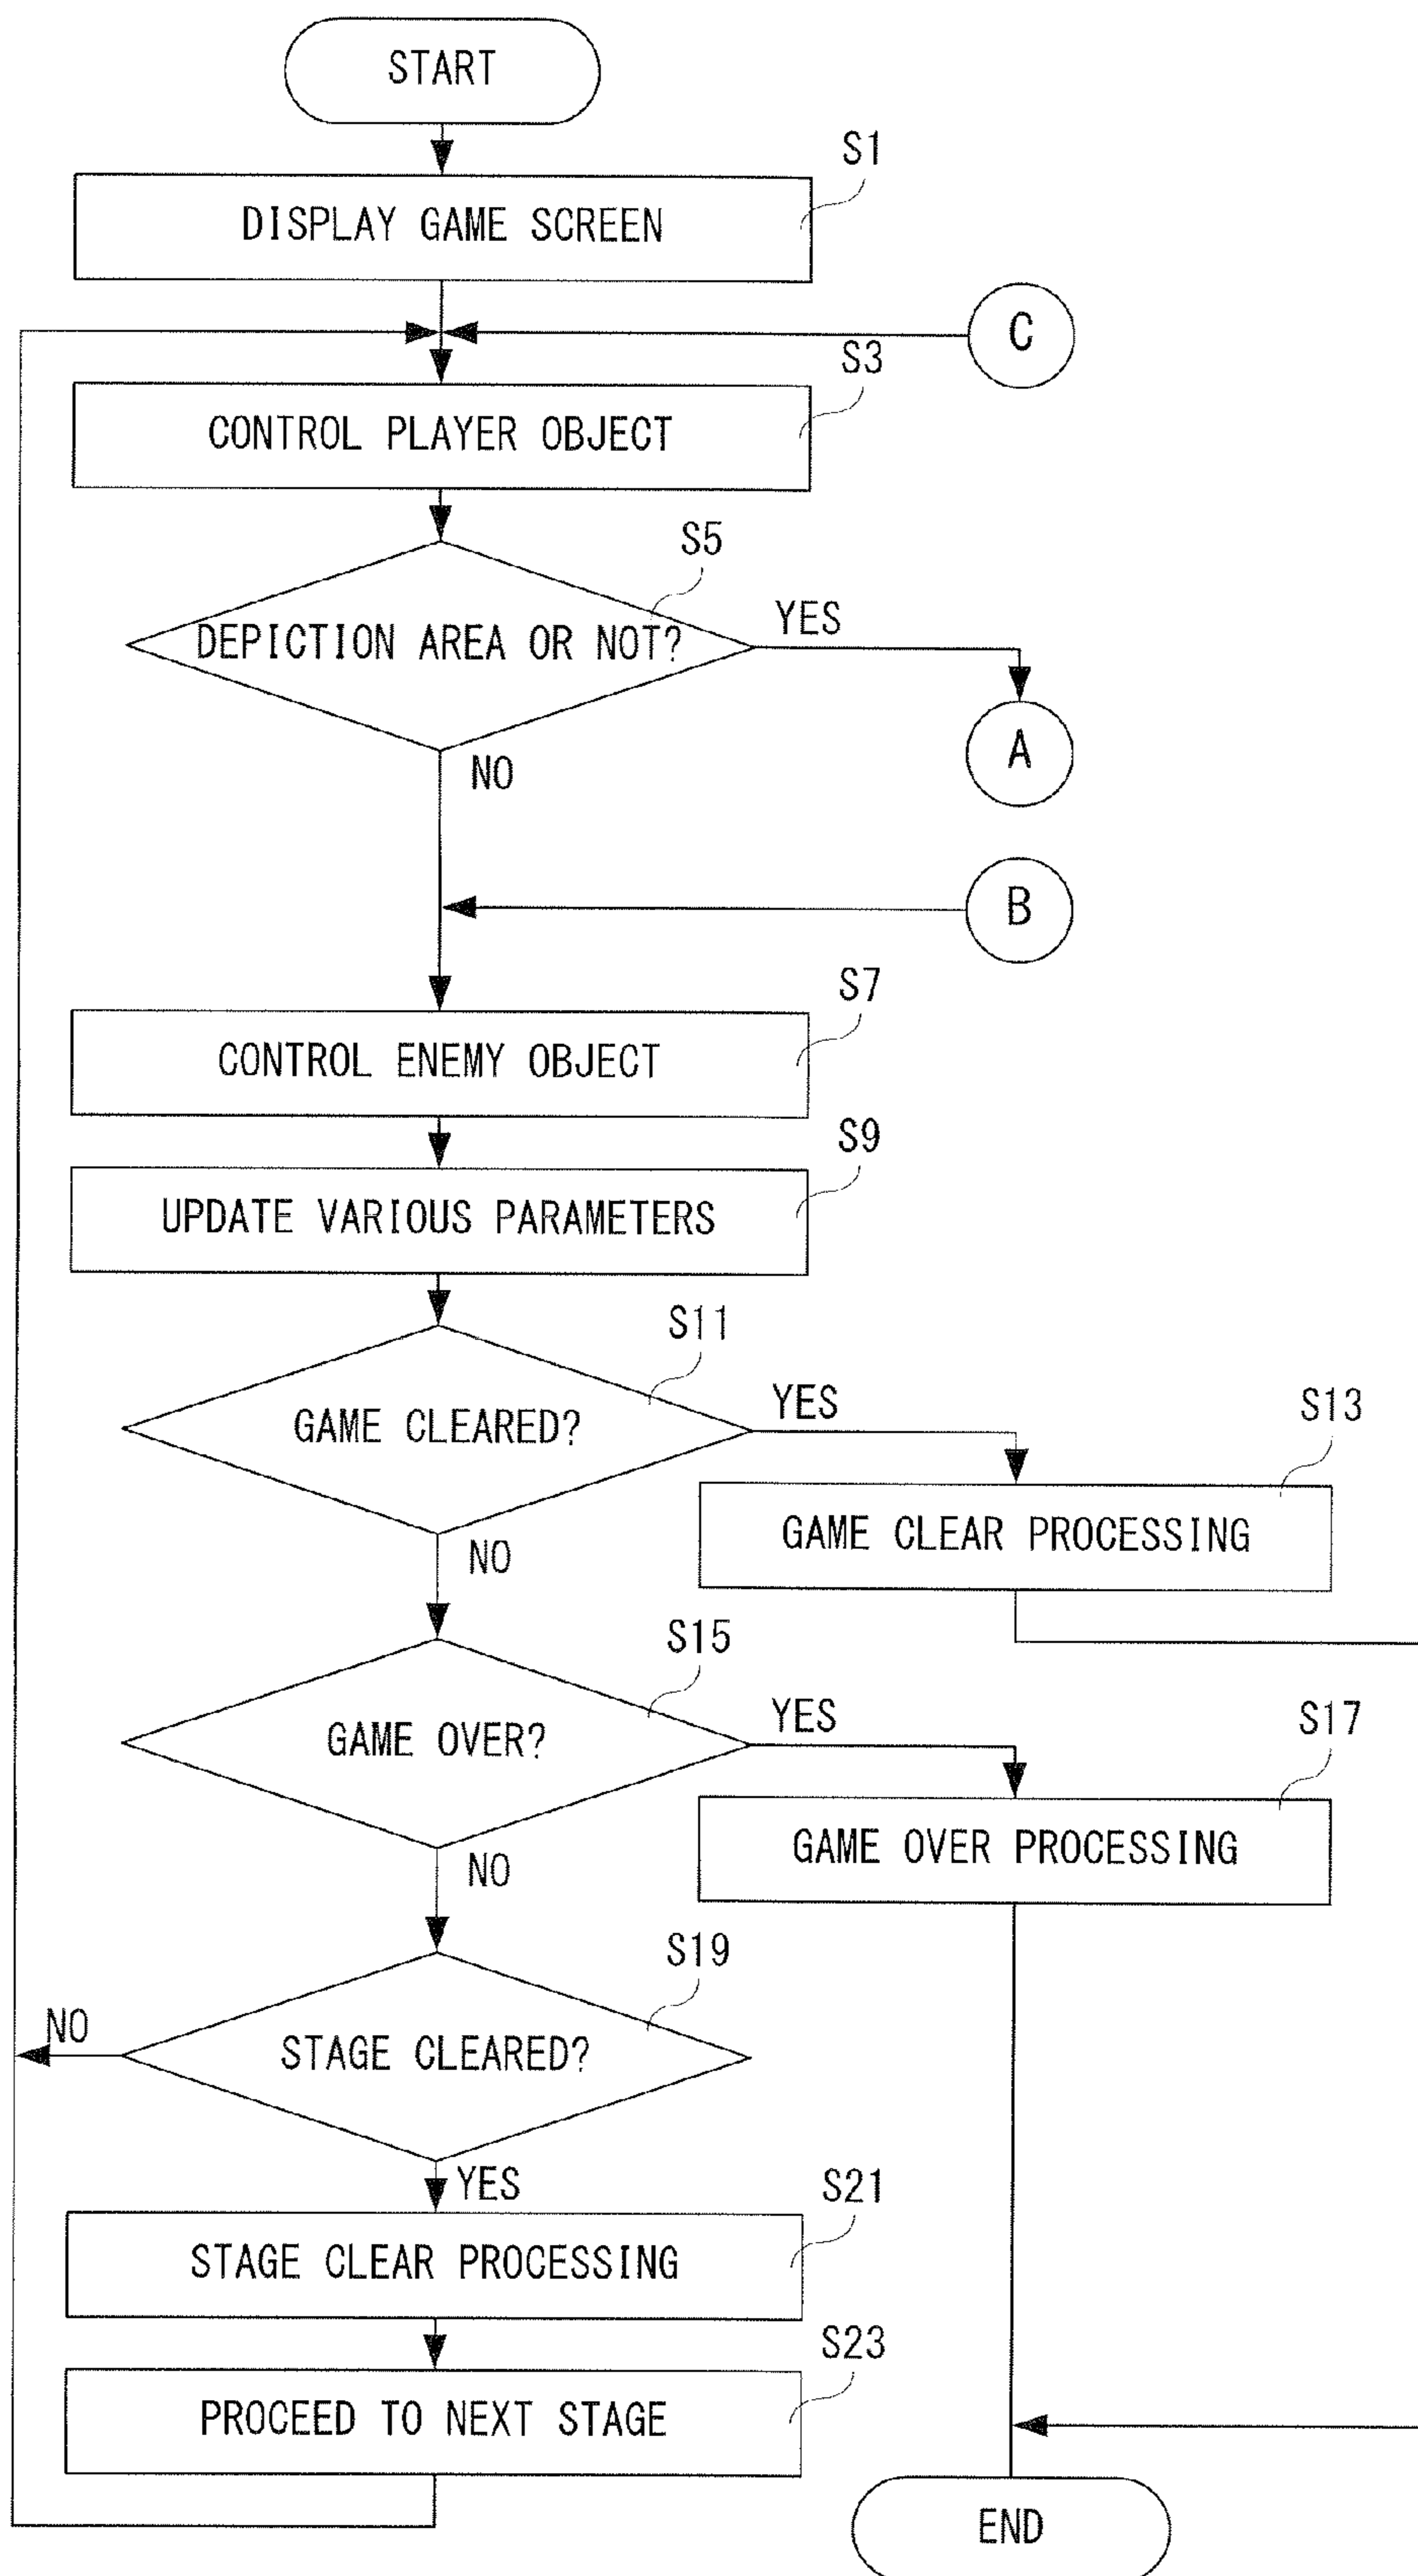 START
S1
DISPLAY GAME SCREEN
C
S3
CONTROL PLAYER OBJECT
S5
DEPICTION AREA OR NOT?
YES
A
NO
B
S7
CONTROL ENEMY OBJECT
S9
UPDATE VARIOUS PARAMETERS
S11
GAME CLEARED?
YES
S13
GAME CLEAR PROCESSING
NO
S15
GAME OVER?
YES
S17
GAME OVER PROCESSING
NO
S19
STAGE CLEARED?
NO
YES
S21
STAGE CLEAR PROCESSING
S23
PROCEED TO NEXT STAGE
END